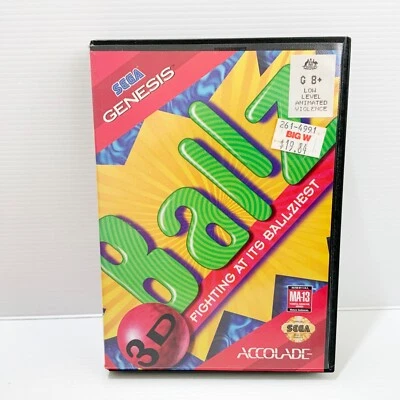 SEGA
GENESIS
G 8+
LOW
LEVEL
ANIMATED
VIOLENCE
261-4991
BIG W
$19.84
Ballz
3D
FIGHTING AT ITS BALLZIEST
MA-13
SEGA
ACCOLADE